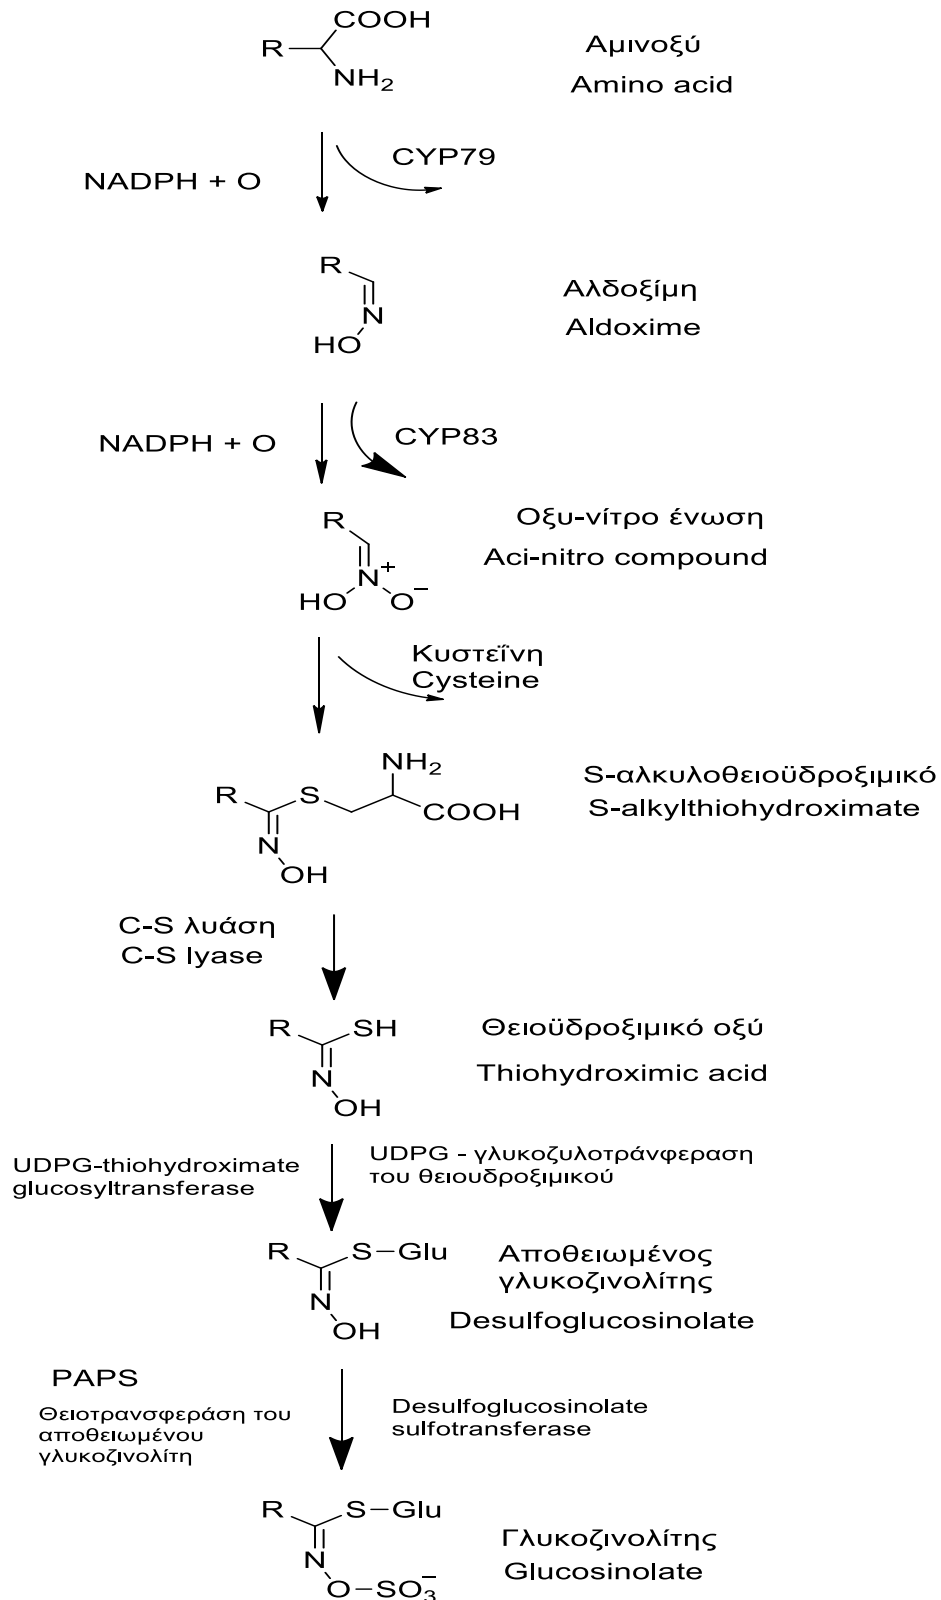 COOH
R
NH2
Αμινοξύ
Amino acid
NADPH + O
CYP79
R
N
HO
Αλδοξίμη
Aldoxime
NADPH + O
CYP83
R
N+
HO
O−
Οξυ-νίτρο ένωση
Aci-nitro compound
Κυστεΐνη
Cysteine
NH2
R
S
COOH
N
OH
S-αλκυλοθειοϋδροξιμικό
S-alkylthiohydroximate
C-S λυάση
C-S lyase
R
SH
N
OH
Θειοϋδροξιμικό οξύ
Thiohydroximic acid
UDPG-thiohydroximate
glucosyltransferase
UDPG - γλυκοζυλοτράνφεραση
του θειουδροξιμικού
R
S-Glu
N
OH
Αποθειωμένος
γλυκοζινολίτης
Desulfoglucosinolate
PAPS
Θειοτρανσφεράση του
αποθειωμένου
γλυκοζινολίτη
Desulfoglucosinolate
sulfotransferase
R
S-Glu
N
O-SO3−
Γλυκοζινολίτης
Glucosinolate